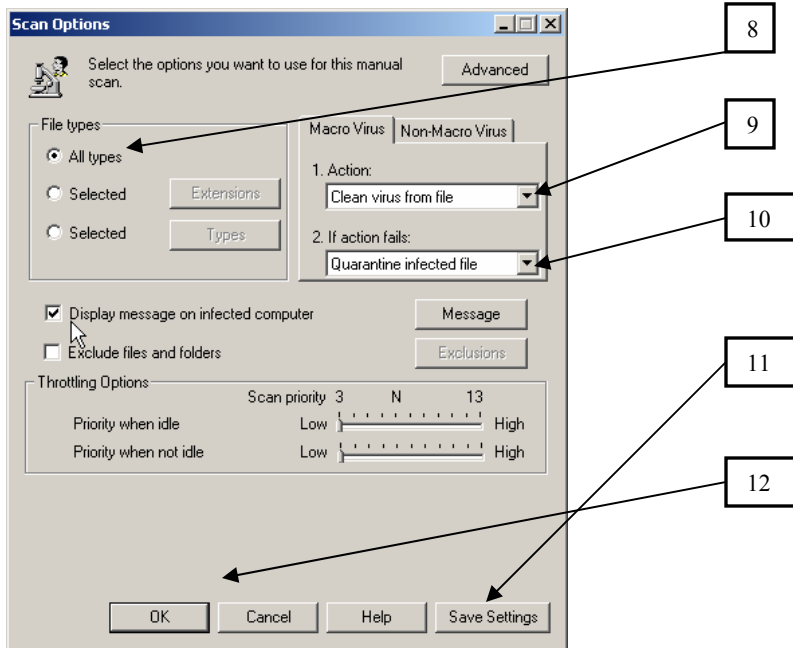 Scan Options
8
Select the options you want to use for this manual
scan.
Advanced
File types
All types
Selected
Extensions
Selected
Types
Macro Virus
Non-Macro Virus
9
1. Action:
Clean virus from file
2. If action fails:
Quarantine infected file
10
Display message on infected computer
Message
Exclude files and folders
Exclusions
11
Throttling Options
Scan priority 3 N 13
Priority when idle Low High
Priority when not idle Low High
12
OK
Cancel
Help
Save Settings